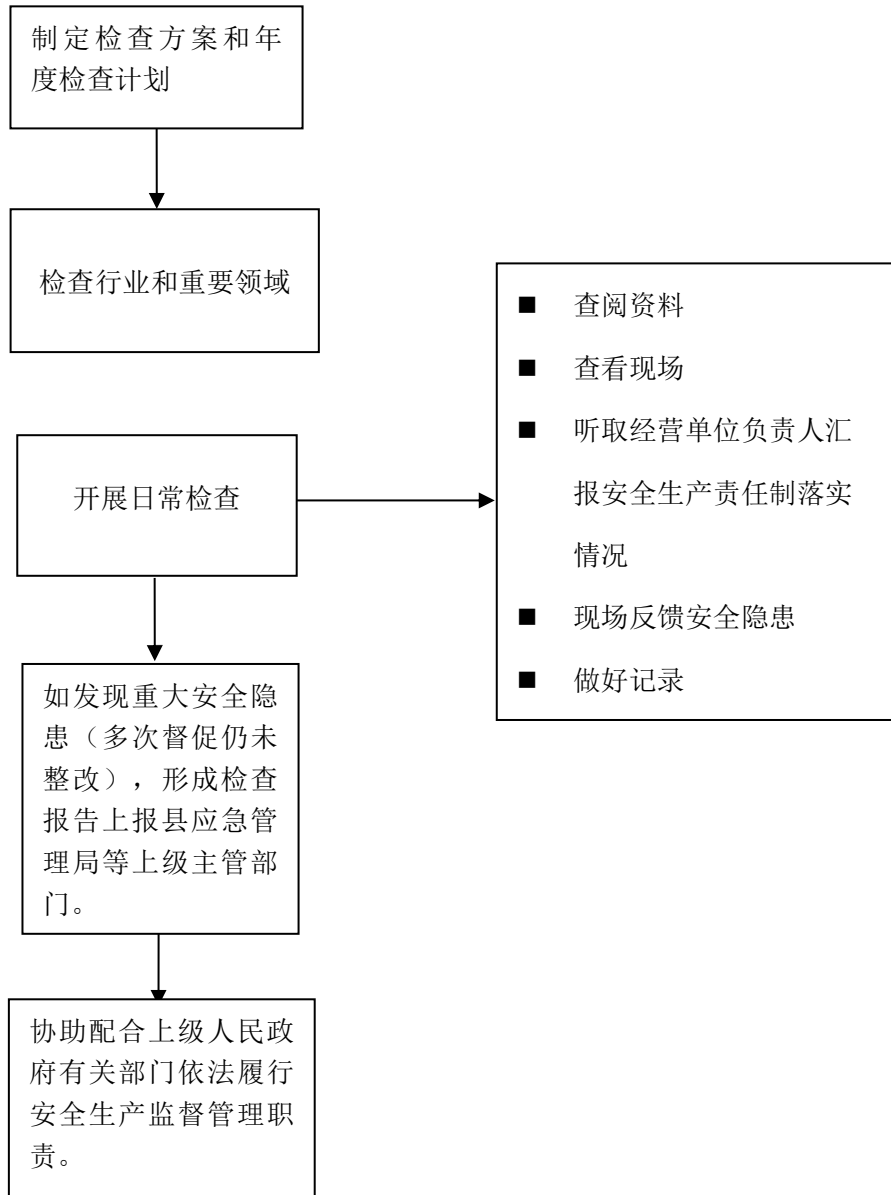 制定检查方案和年
度检查计划
检查行业和重要领域
开展日常检查
■ 查阅资料
■ 查看现场
■ 听取经营单位负责人汇
报安全生产责任制落实
情况
■ 现场反馈安全隐患
■ 做好记录
如发现重大安全隐
患（多次督促仍未
整改），形成检查
报告上报县应急管
理局等上级主管部
门。
协助配合上级人民政
府有关部门依法履行
安全生产监督管理职
责。